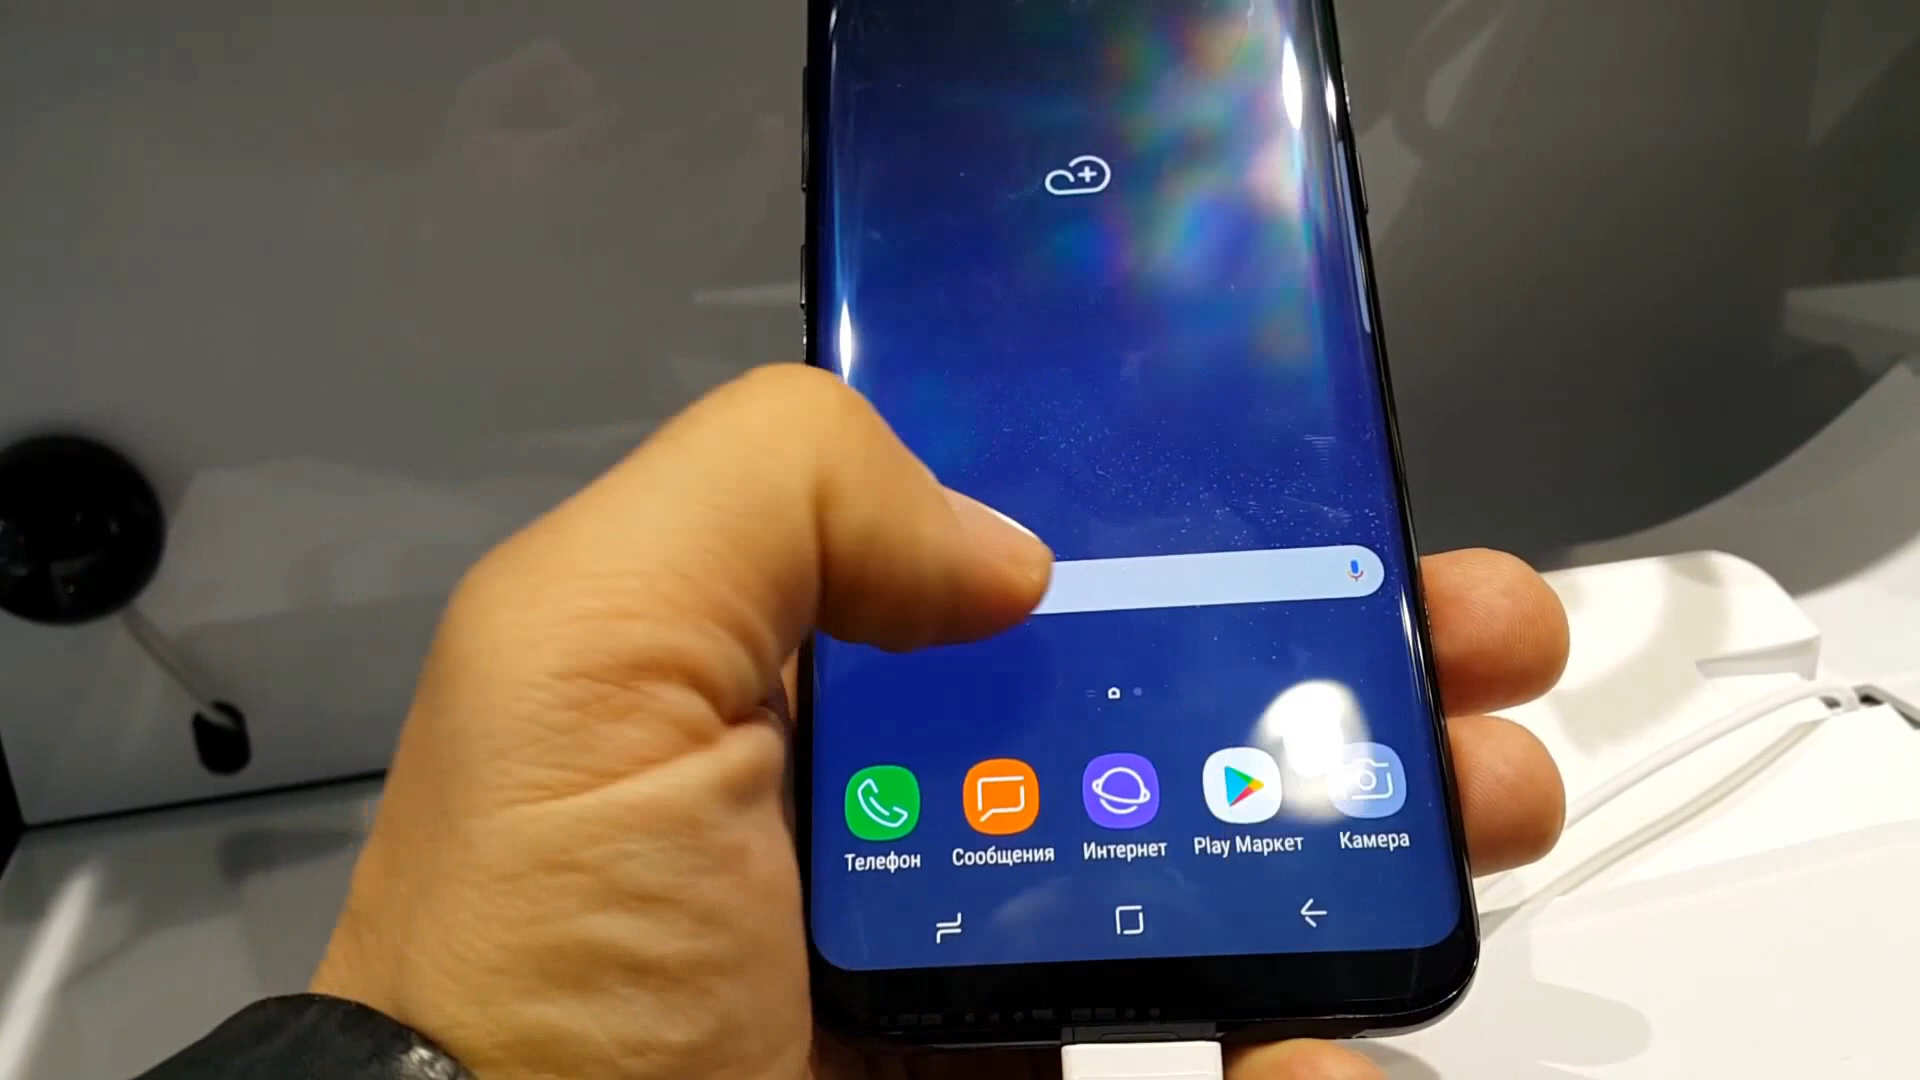 Телефон
Сообщения
Интернет
Play Маркет
Камера